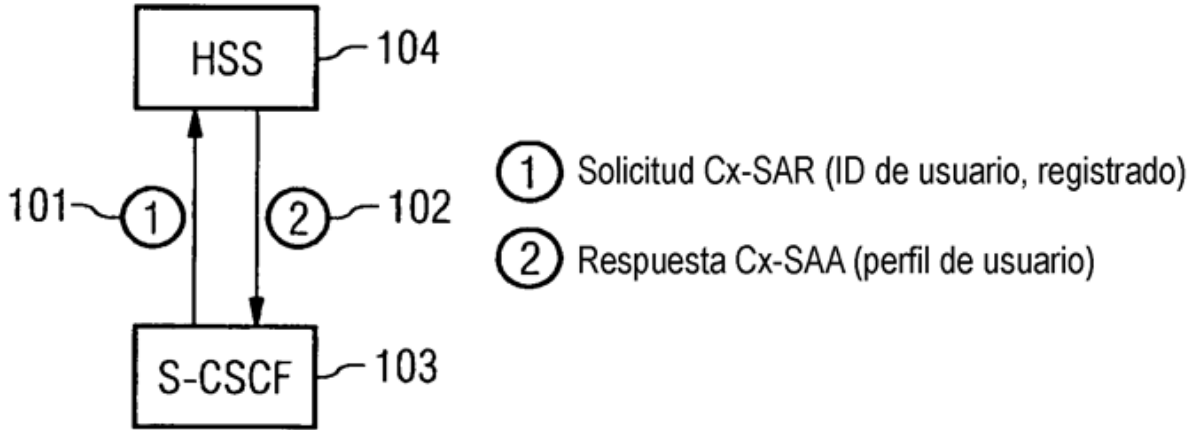 HSS
104
① Solicitud Cx-SAR (ID de usuario, registrado)
101 ① ② 102
② Respuesta Cx-SAA (perfil de usuario)
S-CSCF
103